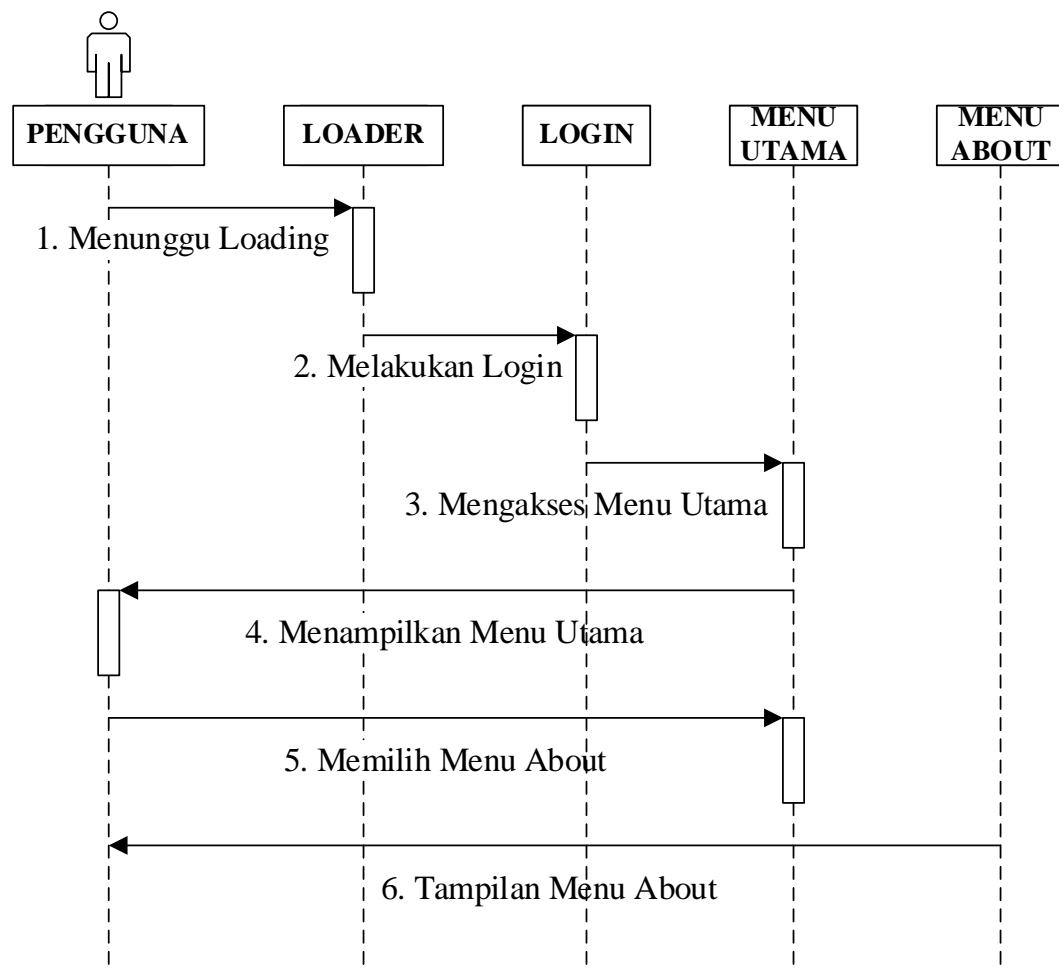 PENGGUNA
LOADER
LOGIN
MENU
UTAMA
MENU
ABOUT
1. Menunggu Loading
2. Melakukan Login
3. Mengakses Menu Utama
4. Menampilkan Menu Utama
5. Memilih Menu About
6. Tampilan Menu About